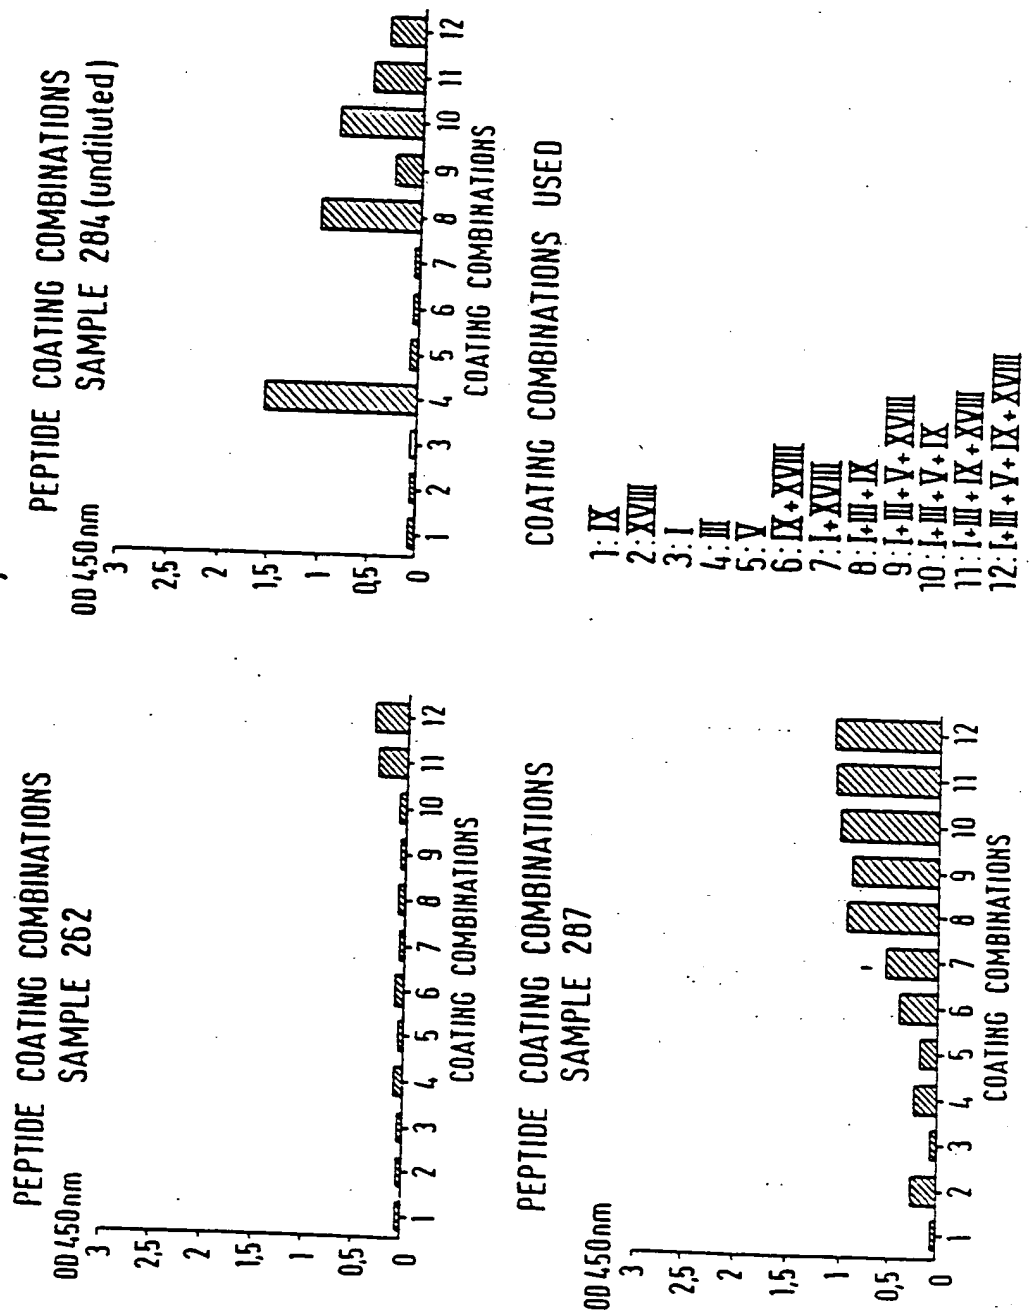 PEPTIDE COATING COMBINATIONS
SAMPLE 262
OD 450nm
3
2,5
2
1,5
1
0,5
0
1 2 3 4 5 6 7 8 9 10 11 12
COATING COMBINATIONS
PEPTIDE COATING COMBINATIONS
SAMPLE 284 (undiluted)
OD 450nm
3
2,5
2
1,5
1
0,5
0
1 2 3 4 5 6 7 8 9 10 11 12
COATING COMBINATIONS
PEPTIDE COATING COMBINATIONS
SAMPLE 287
OD 450nm
3
2,5
2
1,5
1
0,5
0
1 2 3 4 5 6 7 8 9 10 11 12
COATING COMBINATIONS
COATING COMBINATIONS USED
1: IX
2: XVIII
3: I
4: III
5: V
6: IX + XVIII
7: I + XVIII
8: I + III + IX
9: I + III + V + XVIII
10: I + III + V + IX
11: I + III + IX + XVIII
12: I + III + V + IX + XVIII